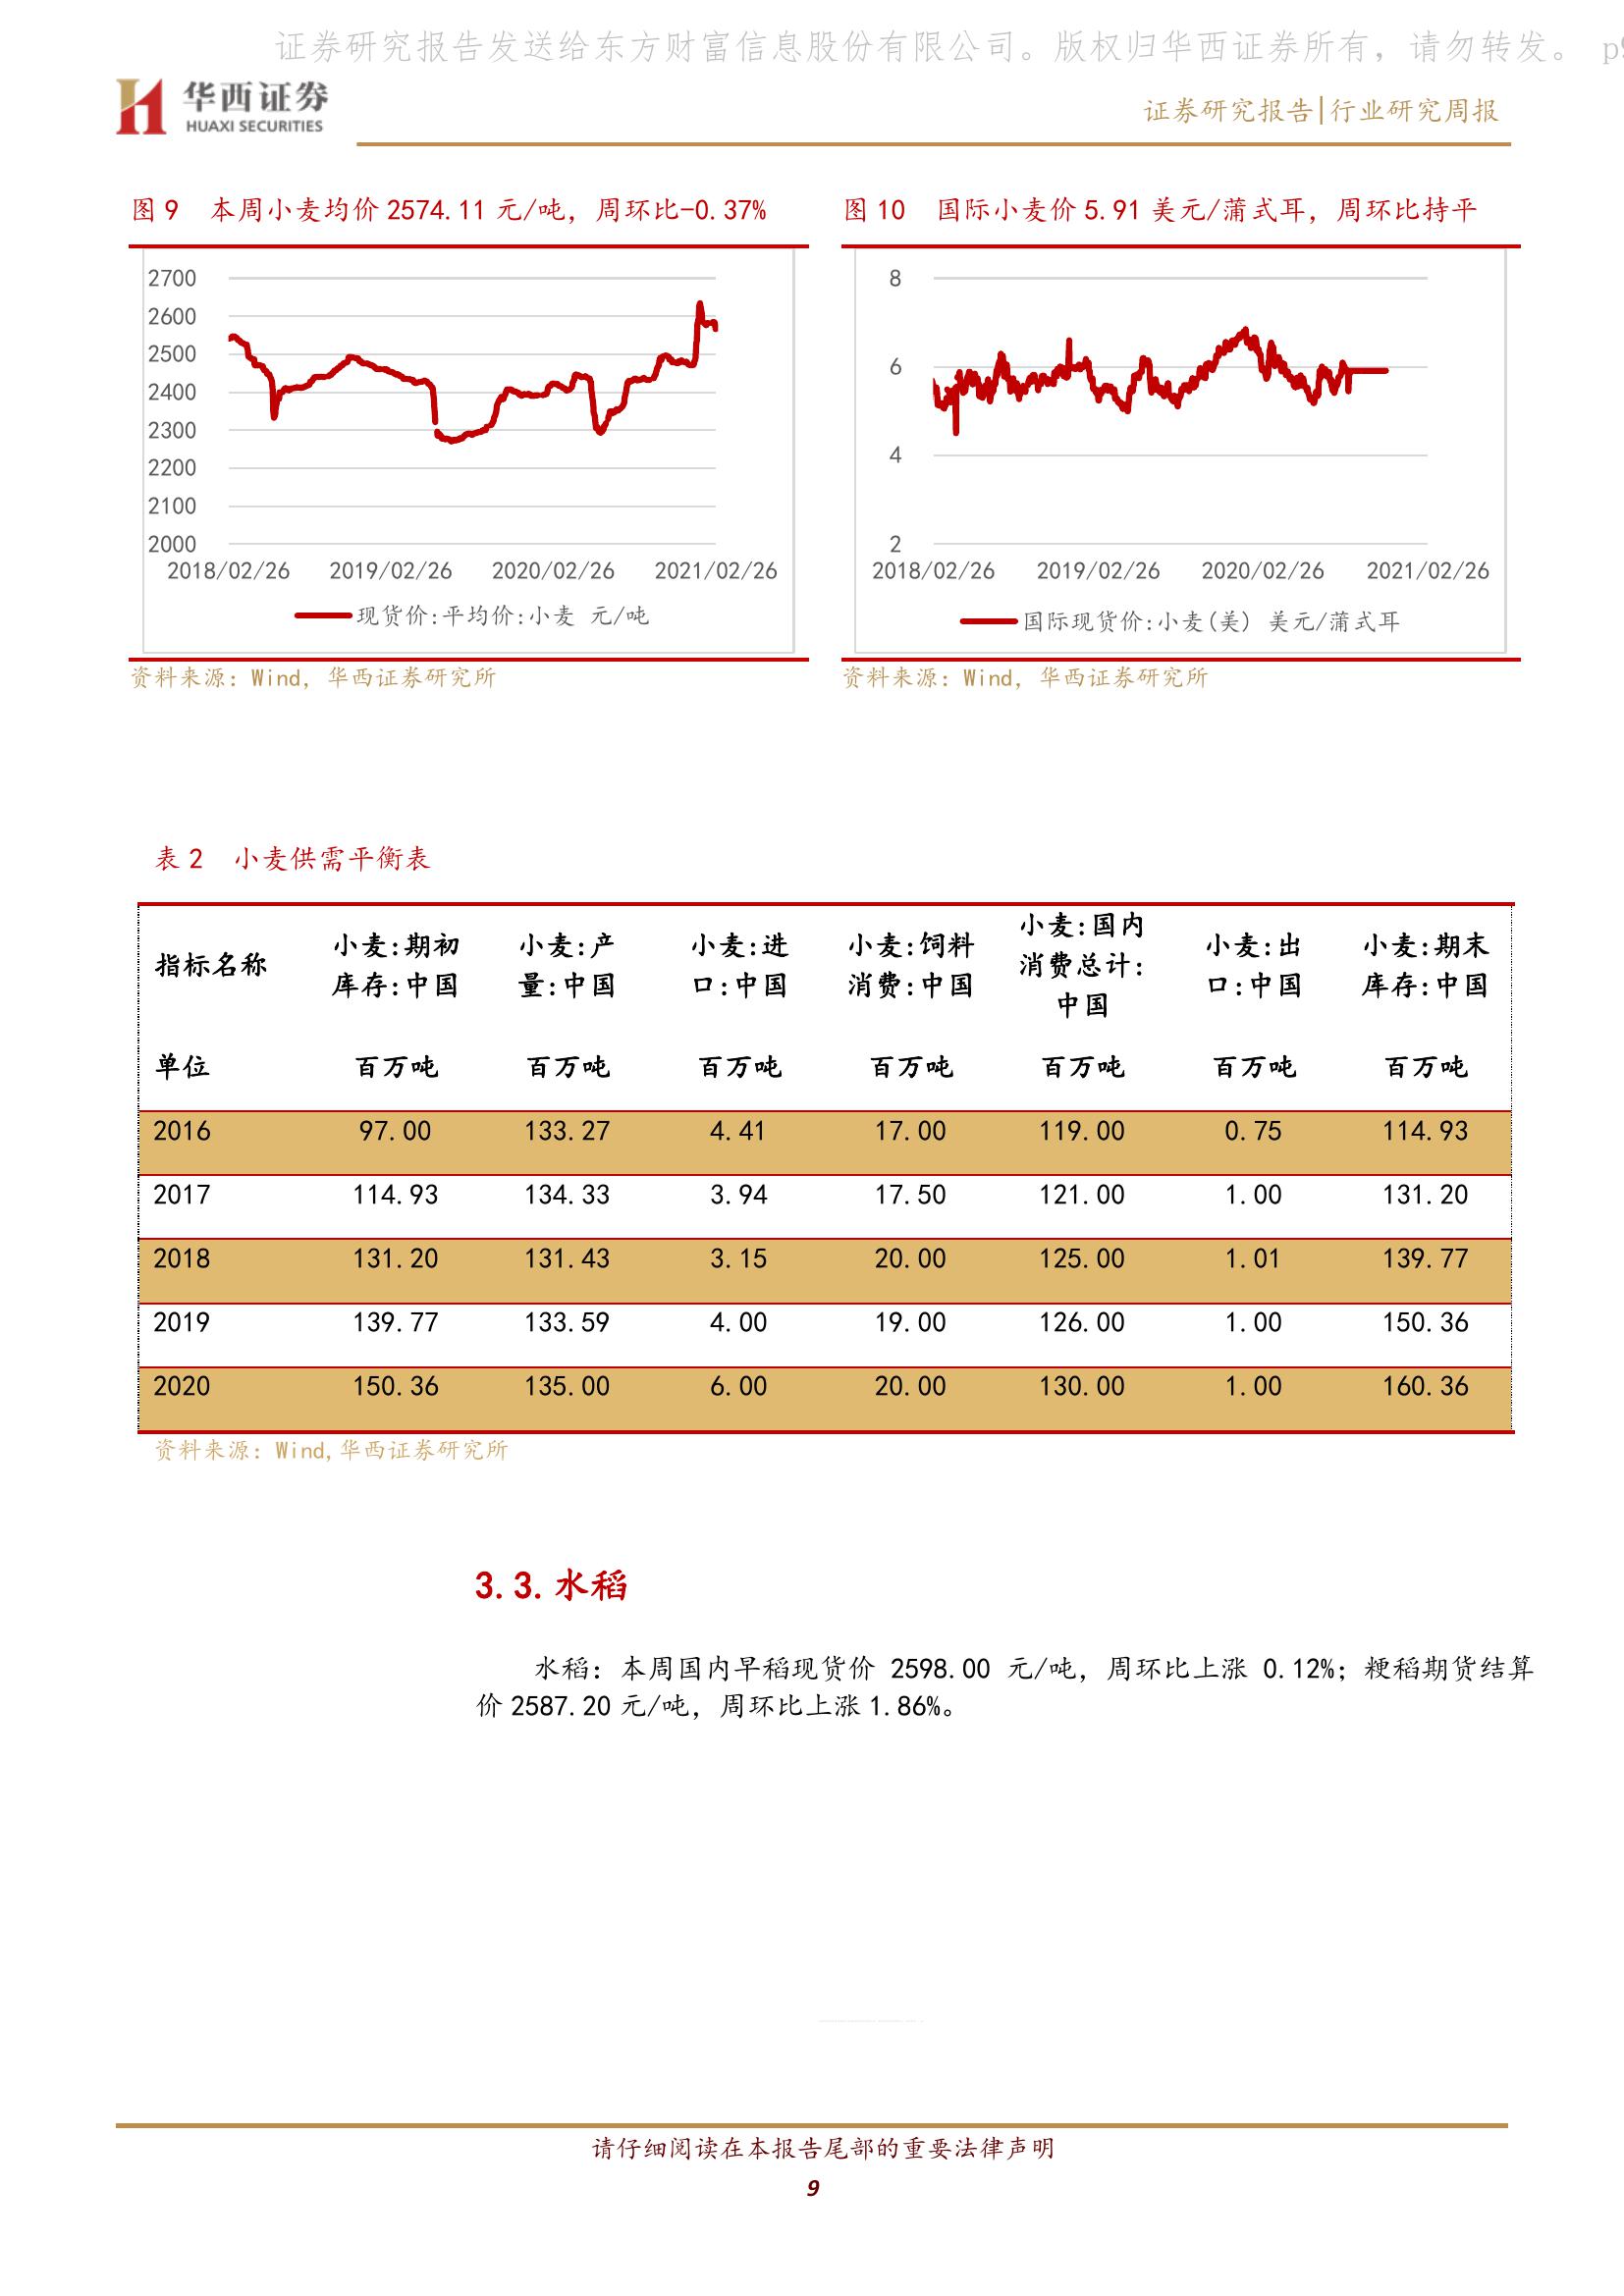 证券研究报告发送给东方财富信息股份有限公司。版权归华西证券所有，请勿转发。 p9
华西证券
HUAXI SECURITIES
证券研究报告|行业研究周报
图 9 本周小麦均价 2574.11 元/吨，周环比-0.37%
2700
2600
2500
2400
2300
2200
2100
2000
2018/02/26 2019/02/26 2020/02/26 2021/02/26
现货价:平均价:小麦 元/吨
资料来源：Wind，华西证券研究所
图 10 国际小麦价 5.91 美元/蒲式耳，周环比持平
8
6
4
2
2018/02/26 2019/02/26 2020/02/26 2021/02/26
国际现货价:小麦(美) 美元/蒲式耳
资料来源：Wind，华西证券研究所
表 2 小麦供需平衡表
指标名称 小麦:期初库存:中国 小麦:产量:中国 小麦:进口:中国 小麦:饲料消费:中国 小麦:国内消费总计:中国 小麦:出口:中国 小麦:期末库存:中国
单位 百万吨 百万吨 百万吨 百万吨 百万吨 百万吨 百万吨
2016 97.00 133.27 4.41 17.00 119.00 0.75 114.93
2017 114.93 134.33 3.94 17.50 121.00 1.00 131.20
2018 131.20 131.43 3.15 20.00 125.00 1.01 139.77
2019 139.77 133.59 4.00 19.00 126.00 1.00 150.36
2020 150.36 135.00 6.00 20.00 130.00 1.00 160.36
资料来源：Wind,华西证券研究所
3.3.水稻
水稻：本周国内早稻现货价 2598.00 元/吨，周环比上涨 0.12%；粳稻期货结算
价 2587.20 元/吨，周环比上涨 1.86%。
请仔细阅读在本报告尾部的重要法律声明
9